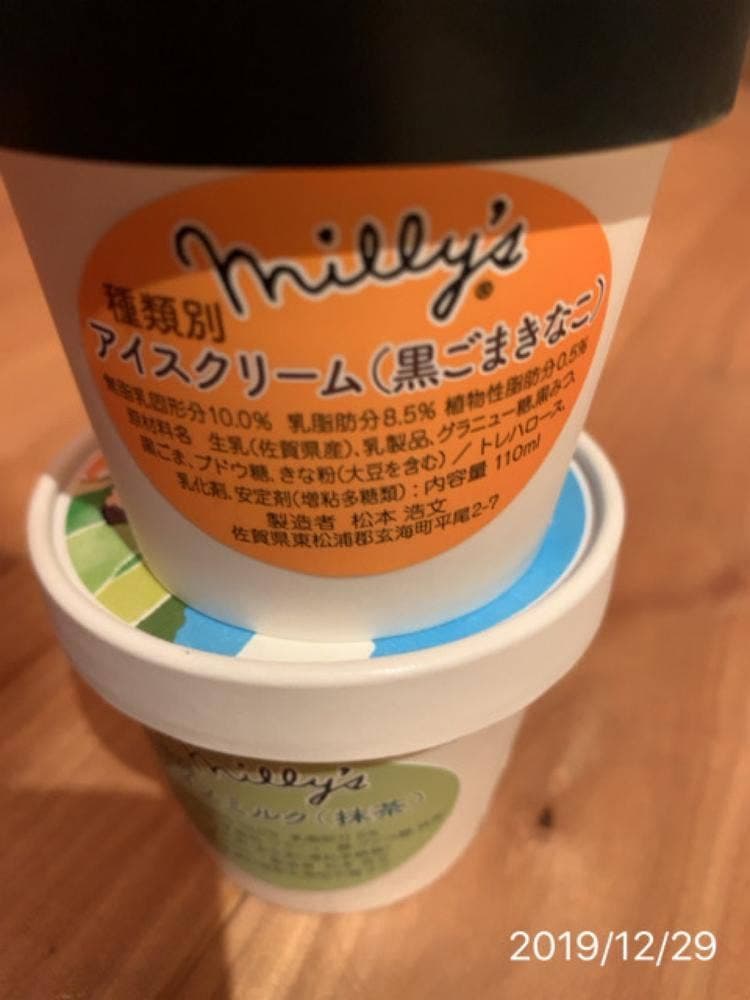 milly's
®
種類別
アイスクリーム(黒ごまきなこ)
無脂乳固形分10.0% 乳脂肪分8.5% 植物性脂肪分0.5%
原材料名 生乳(佐賀県産)、乳製品、グラニュー糖、黒みつ、
黒ごま、ブドウ糖、きな粉(大豆を含む)/トレハロース、
乳化剤、安定剤(増粘多糖類):内容量 110ml
製造者 松本 浩文
佐賀県東松浦郡玄海町平尾2-7
milly's
ミルク(抹茶)
2019/12/29